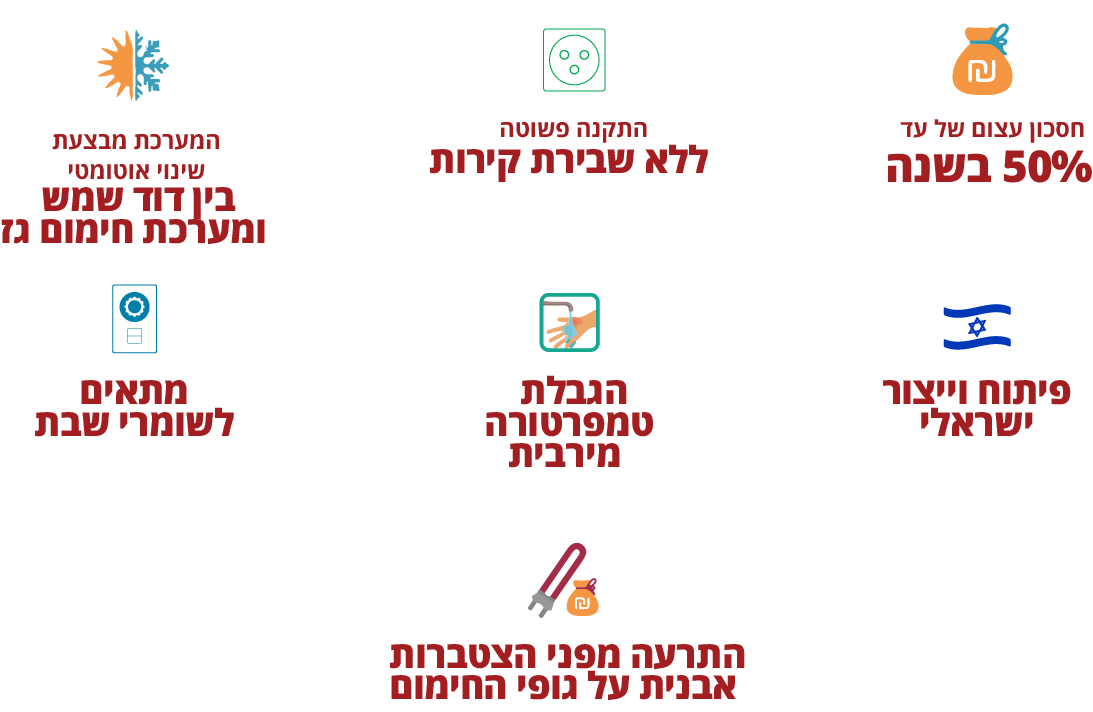 חסכון עצום של עד
50% בשנה
התקנה פשוטה
ללא שבירת קירות
המערכת מבצעת
שינוי אוטומטי
בין דוד שמש
ומערכת חימום גז
פיתוח וייצור
ישראלי
הגבלת
טמפרטורה
מירבית
מתאים
לשומרי שבת
התרעה מפני הצטברות
אבנית על גופי החימום